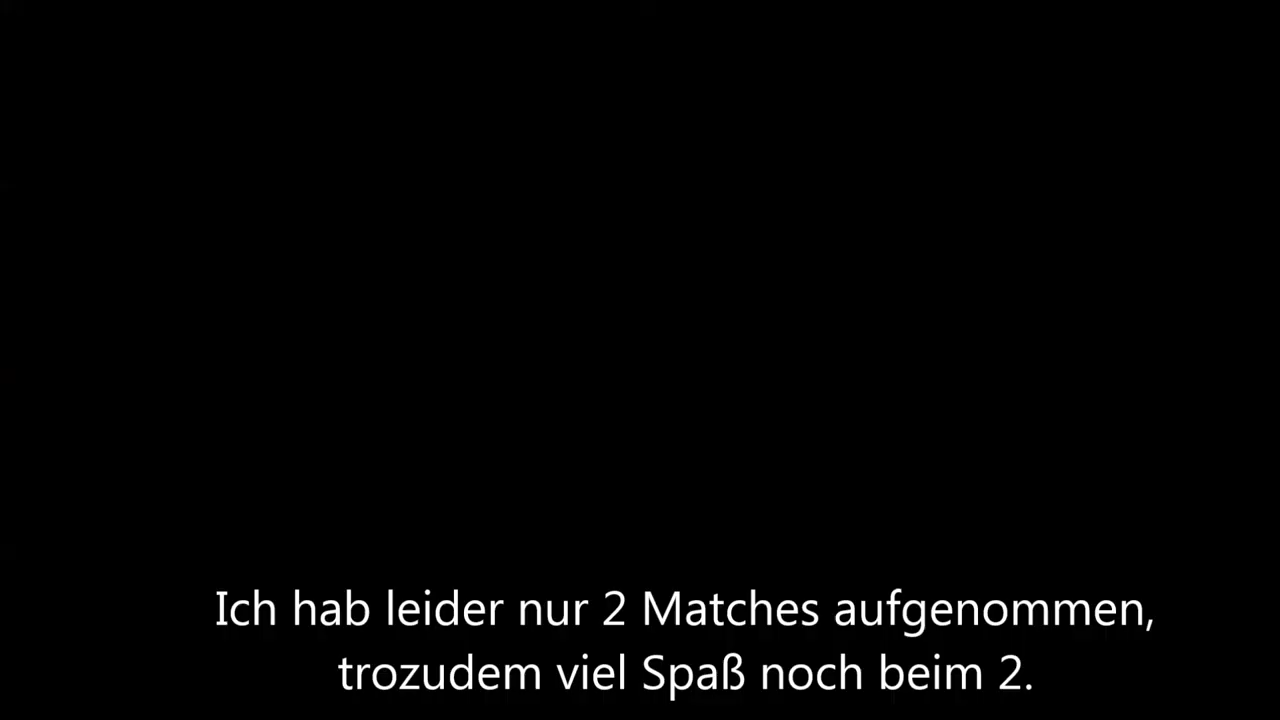 Ich hab leider nur 2 Matches aufgenommen,
trozudem viel Spaß noch beim 2.